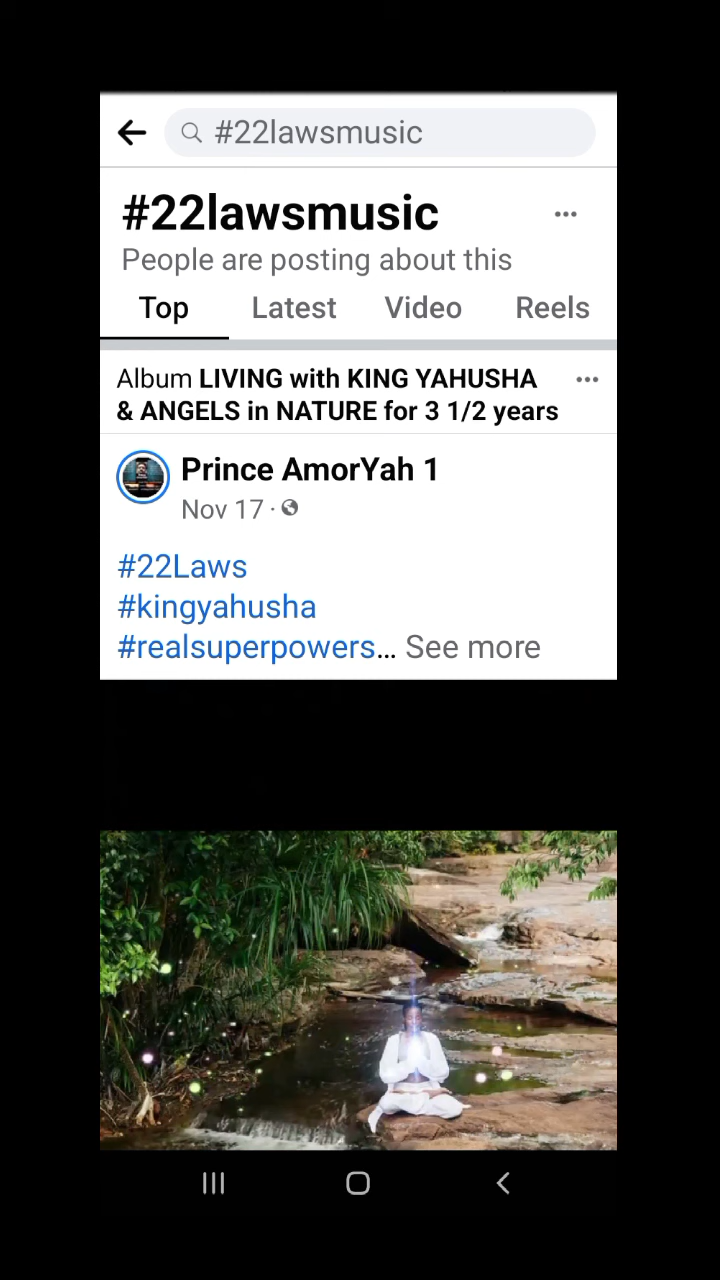 #22lawsmusic
#22lawsmusic
People are posting about this
Top Latest Video Reels
Album LIVING with KING YAHUSHA
& ANGELS in NATURE for 3 1/2 years
Prince AmorYah 1
Nov 17 ·
#22Laws
#kingyahusha
#realsuperpowers... See more